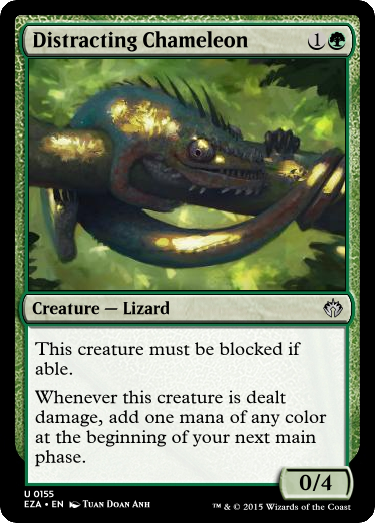 Distracting Chameleon 1
Creature — Lizard
This creature must be blocked if
able.
Whenever this creature is dealt
damage, add one mana of any color
at the beginning of your next main
phase.
0/4
U 0155
EZA • EN Tuan Doan Anh
™ & © 2015 Wizards of the Coast